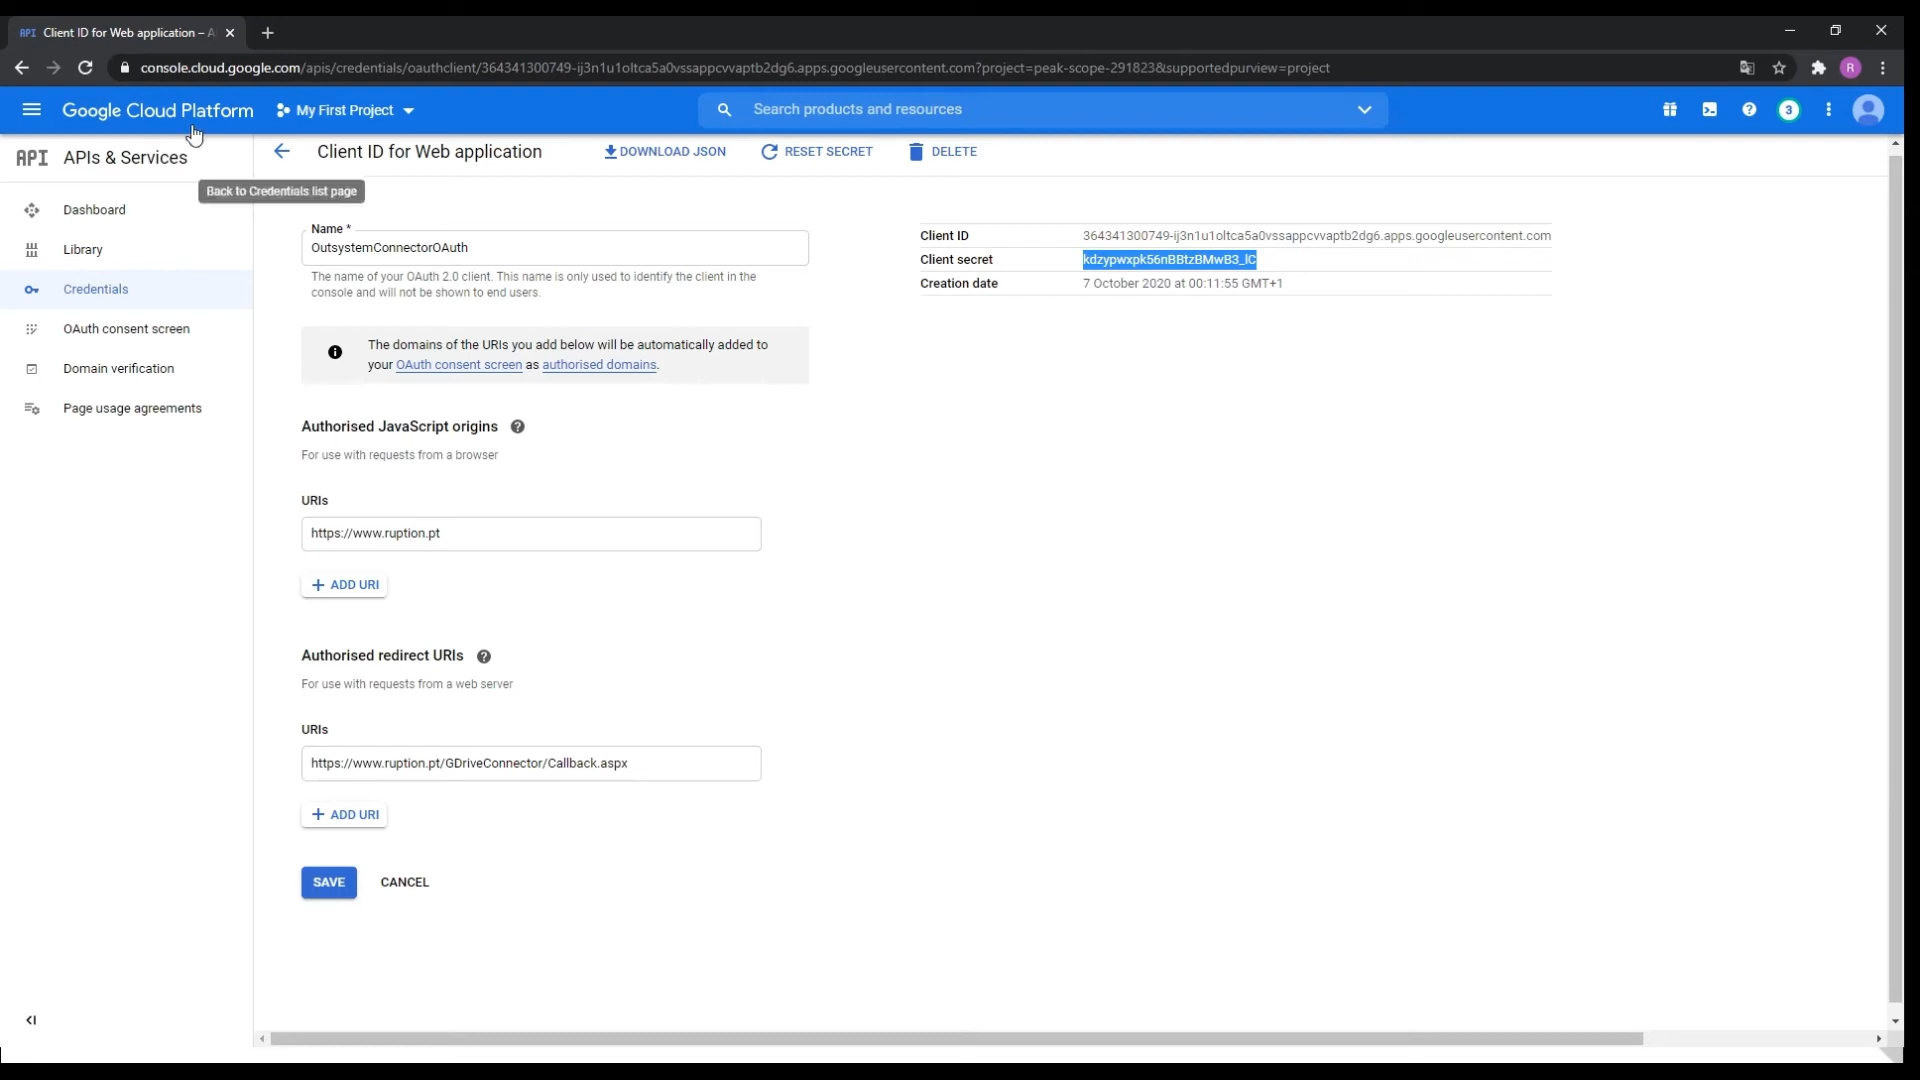 API Client ID for Web application – A
console.cloud.google.com/apis/credentials/oauthclient/364341300749-ij3n1u1oltca5a0vssappcvvaptb2dg6.apps.googleusercontent.com?project=peak-scope-291823&supportedpurview=project
R
Google Cloud Platform
My First Project
Search products and resources
3
API APIs & Services
Client ID for Web application
DOWNLOAD JSON
RESET SECRET
DELETE
Back to Credentials list page
Dashboard
Library
Credentials
OAuth consent screen
Domain verification
Page usage agreements
Name *
OutsystemConnectorOAuth
The name of your OAuth 2.0 client. This name is only used to identify the client in the
console and will not be shown to end users.
Client ID 364341300749-ij3n1u1oltca5a0vssappcvvaptb2dg6.apps.googleusercontent.com
Client secret kdzypwxpk56nBBtzBMwB3_lC
Creation date 7 October 2020 at 00:11:55 GMT+1
The domains of the URIs you add below will be automatically added to
your OAuth consent screen as authorised domains.
Authorised JavaScript origins
For use with requests from a browser
URIs
https://www.ruption.pt
ADD URI
Authorised redirect URIs
For use with requests from a web server
URIs
https://www.ruption.pt/GDriveConnector/Callback.aspx
ADD URI
SAVE
CANCEL